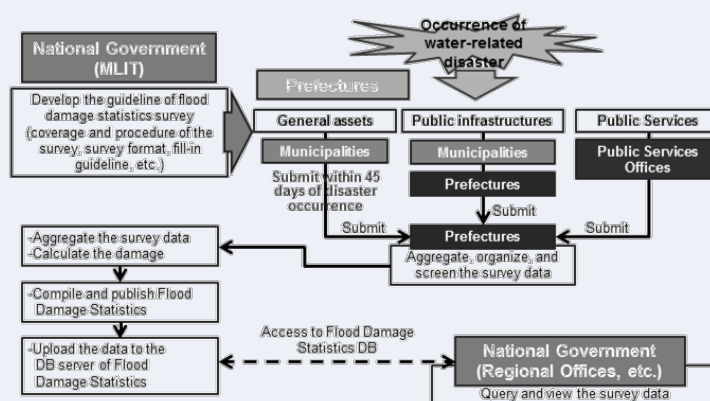 Occurrence of
water-related
disaster
National Government
(MLIT)
Prefectures
Develop the guideline of flood
damage statistics survey
(coverage and procedure of the
survey, survey format, fill-in
guideline, etc.)
General assets
Public infrastructures
Public Services
Municipalities
Municipalities
Public Services
Offices
Submit within 45
days of disaster
occurrence
Prefectures
Submit
Submit
Submit
Prefectures
Aggregate, organize, and
screen the survey data
-Aggregate the survey data
-Calculate the damage
-Compile and publish Flood
Damage Statistics
-Upload the data to the
DB server of Flood
Damage Statistics
Access to Flood Damage
Statistics DB
National Government
(Regional Offices, etc.)
Query and view the survey data